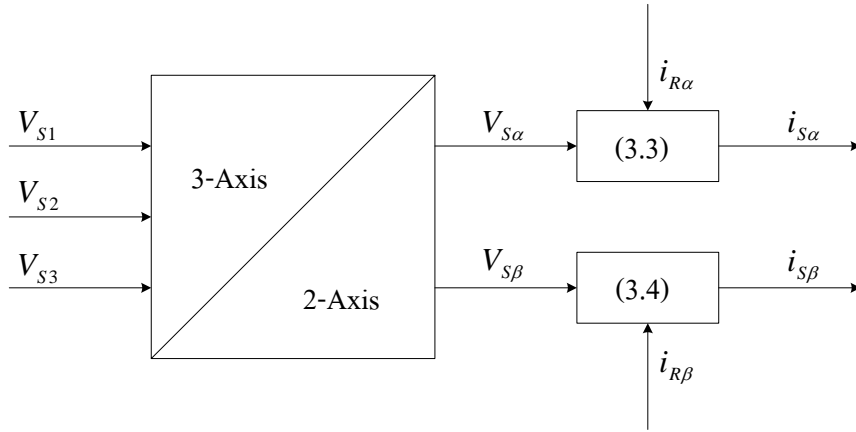 i_{Rα}
V_{S1} V_{Sα} i_{Sα}
(3.3)
3-Axis
V_{S2}
V_{S3} V_{Sβ} i_{Sβ}
2-Axis (3.4)
i_{Rβ}